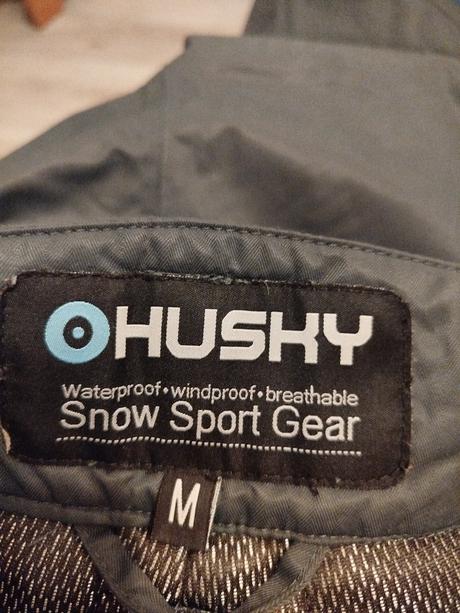 HUSKY
Waterproof•windproof•breathable
Snow Sport Gear
M